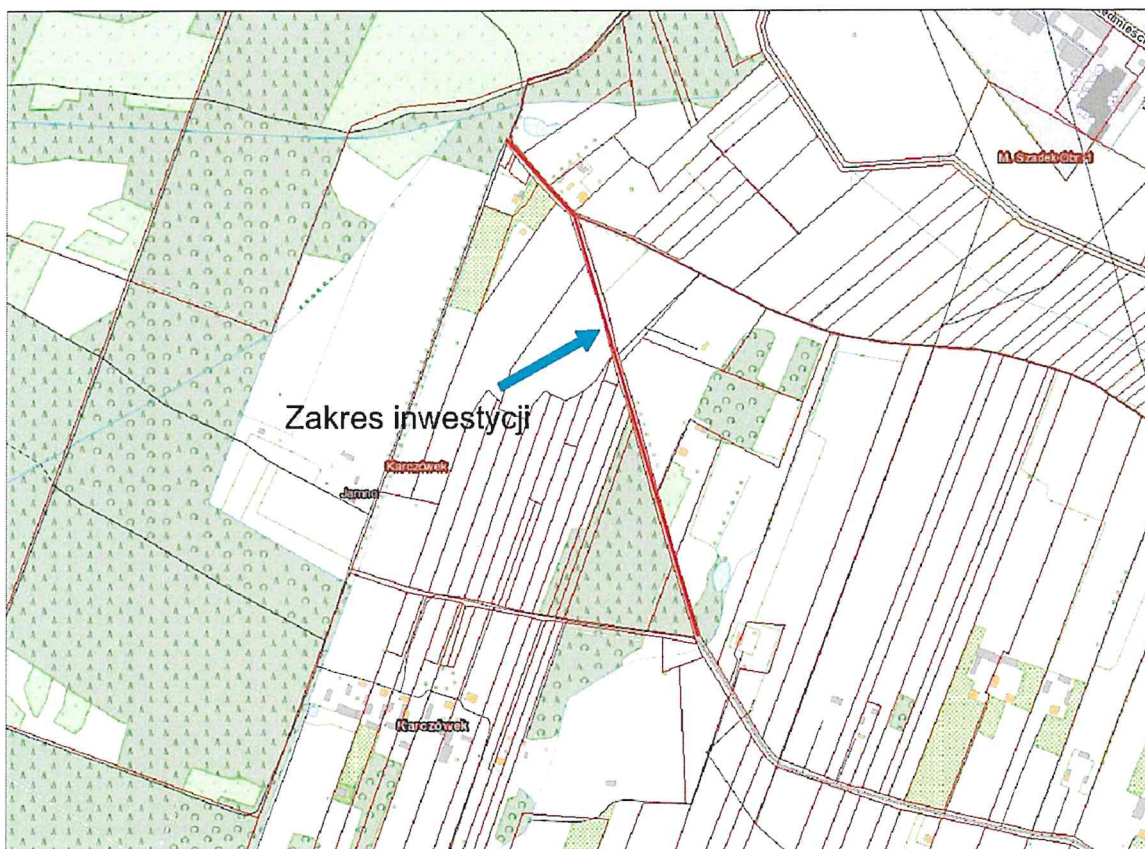 M. Szadek Obr. 1
Zakres inwestycji
Karczówek
Jamno
Karczówek